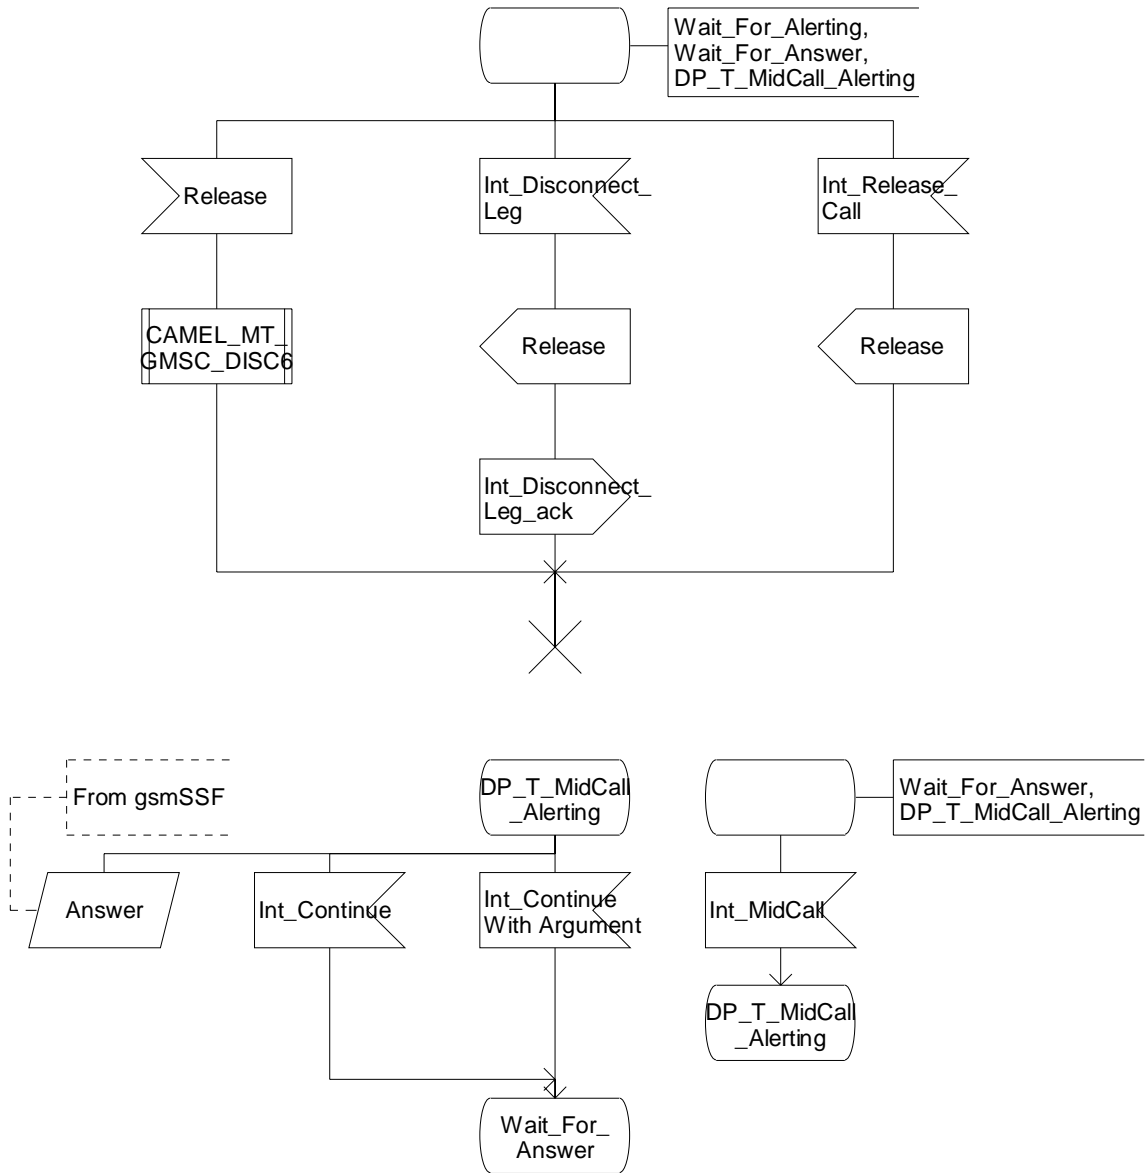 Wait_For_Alerting,
Wait_For_Answer,
DP_T_MidCall_Alerting
Release
Int_Disconnect_
Leg
Int_Release_
Call
CAMEL_MT_
GMSC_DISC6
Release
Release
Int_Disconnect_
Leg_ack
From gsmSSF
DP_T_MidCall
_Alerting
Wait_For_Answer,
DP_T_MidCall_Alerting
Answer
Int_Continue
Int_Continue
With Argument
Int_MidCall
DP_T_MidCall
_Alerting
Wait_For_
Answer